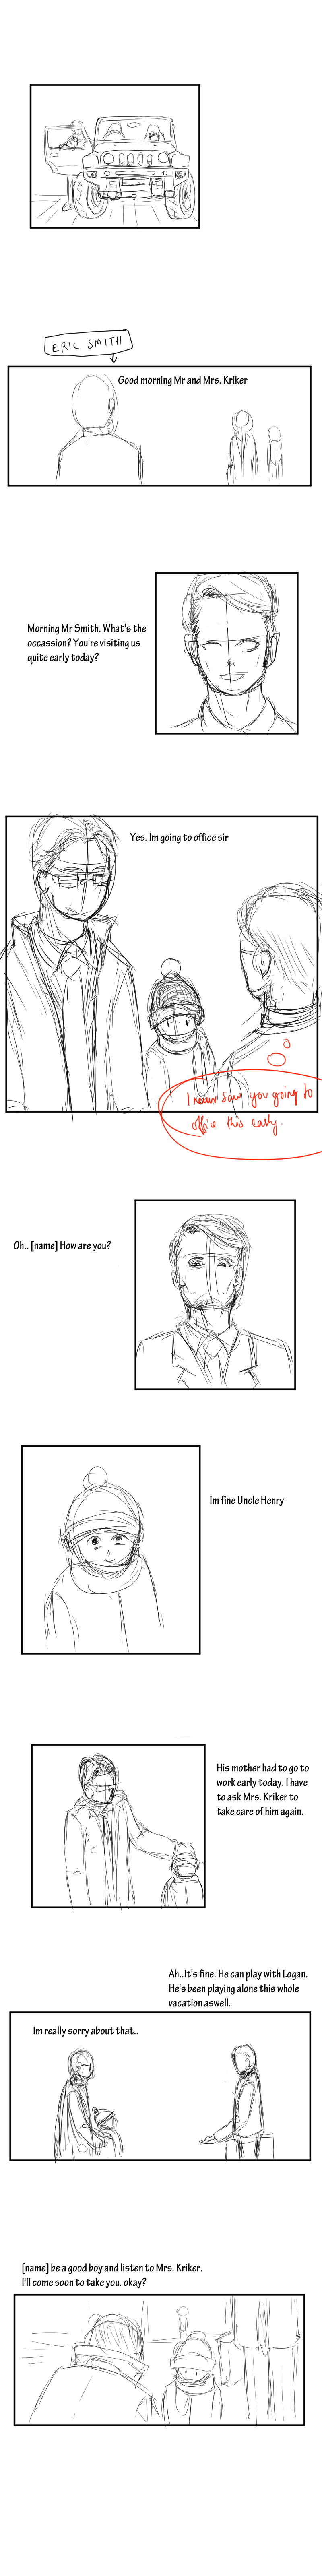 ERIC SMITH
Good morning Mr and Mrs. Kriker
Morning Mr Smith. What's the
occassion? You're visiting us
quite early today?
Yes. Im going to office sir
I never saw you going to
office this early.
Oh.. [name] How are you?
Im fine Uncle Henry
His mother had to go to
work early today. I have
to ask Mrs. Kriker to
take care of him again.
Ah..It's fine. He can play with Logan.
He's been playing alone this whole
vacation aswell.
Im really sorry about that..
[name] be a good boy and listen to Mrs. Kriker.
I'll come soon to take you. okay?